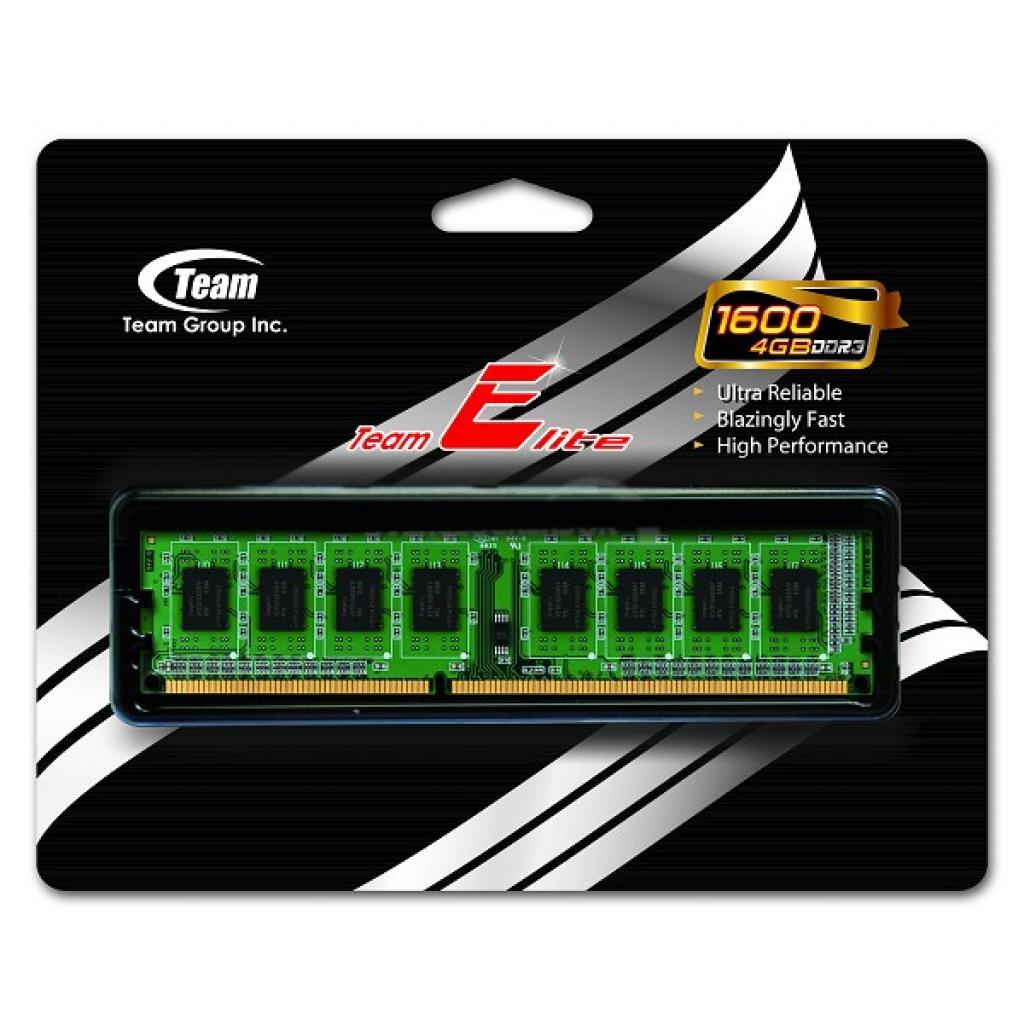 Team
Team Group Inc.
1600
4GB DDR3
Ultra Reliable
Blazingly Fast
High Performance
Team Elite